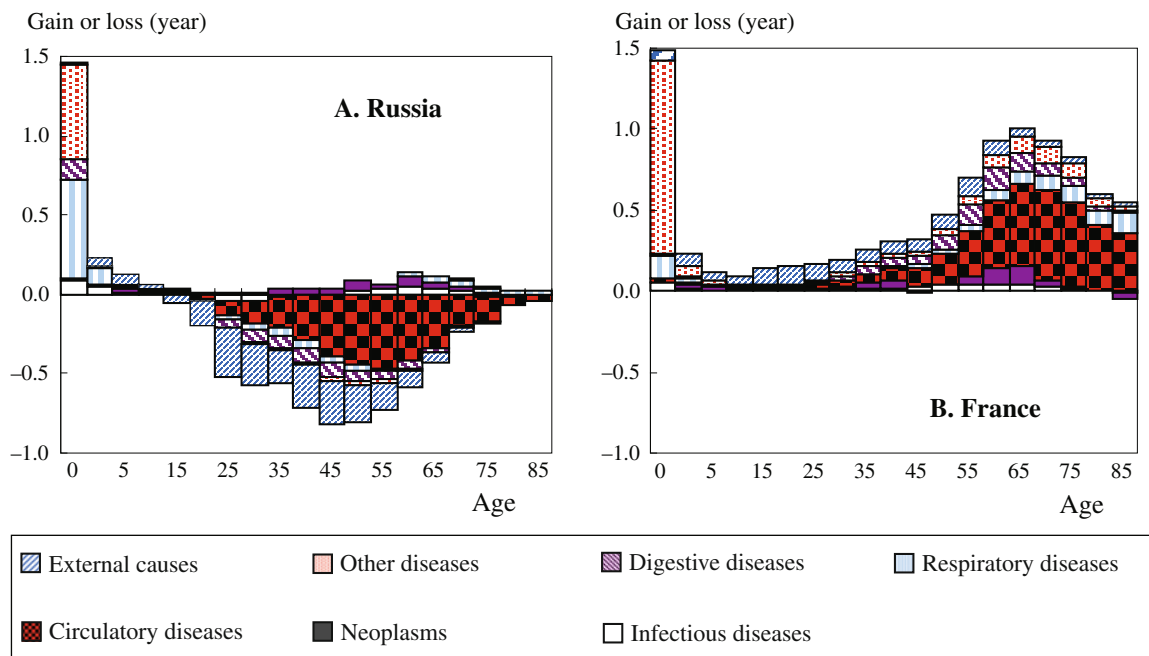 Gain or loss (year)
1.5
1.0
0.5
0.0
–0.5
–1.0
A. Russia
0 5 15 25 35 45 55 65 75 85
Age
Gain or loss (year)
1.5
1.0
0.5
0.0
–0.5
–1.0
B. France
0 5 15 25 35 45 55 65 75 85
Age
External causes
Other diseases
Digestive diseases
Respiratory diseases
Circulatory diseases
Neoplasms
Infectious diseases